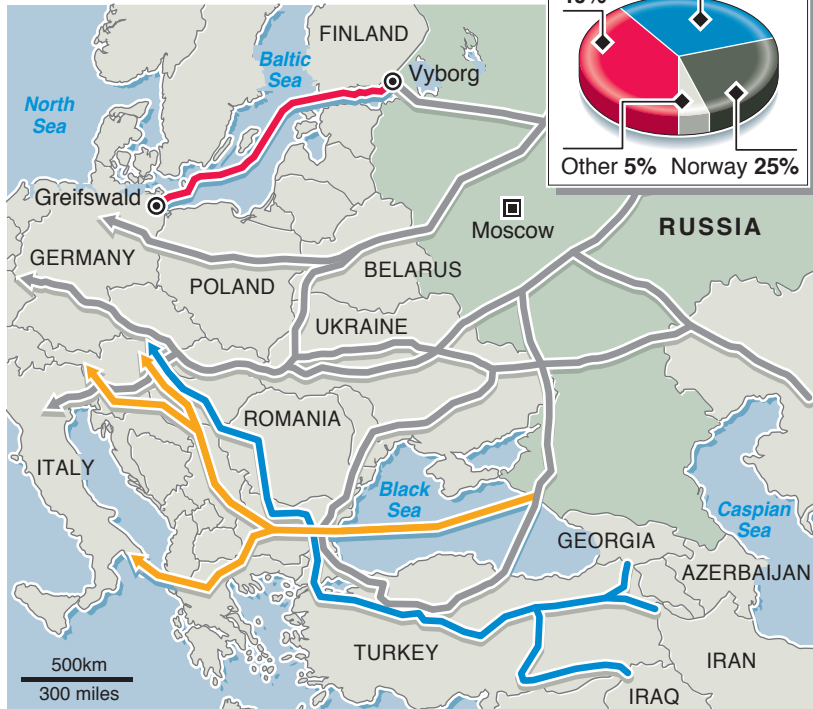 FINLAND
Baltic
Sea
Vyborg
North
Sea
Other 5% Norway 25%
Greifswald
Moscow
RUSSIA
GERMANY
BELARUS
POLAND
UKRAINE
ROMANIA
ITALY
Black
Sea
Caspian
Sea
GEORGIA
AZERBAIJAN
TURKEY
IRAN
500km
300 miles
IRAQ